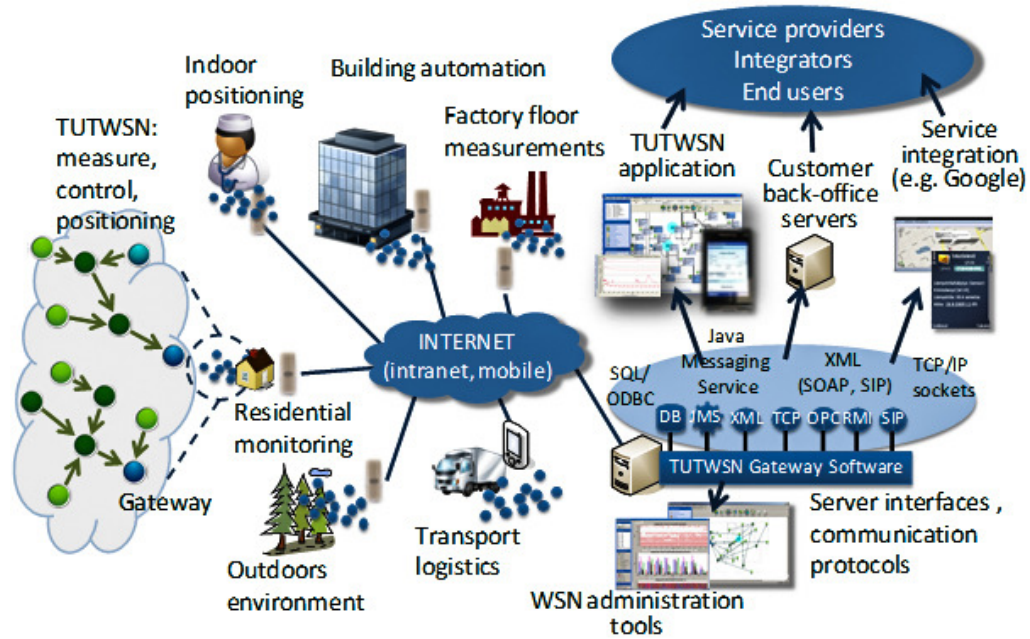 Service providers
Integrators
End users
Indoor
positioning
Building automation
Factory floor
measurements
TUTWSN:
measure,
control,
positioning
TUTWSN
application
Customer
back-office
servers
Service
integration
(e.g. Google)
INTERNET
(intranet, mobile)
SQL/
ODBC
Java
Messaging
Service
XML
(SOAP, SIP)
TCP/IP
sockets
DB
JMS
XML
TCP
OPC
RMI
SIP
TUTWSN Gateway Software
Residential
monitoring
Gateway
Outdoors
environment
Transport
logistics
Server interfaces ,
communication
protocols
WSN administration
tools